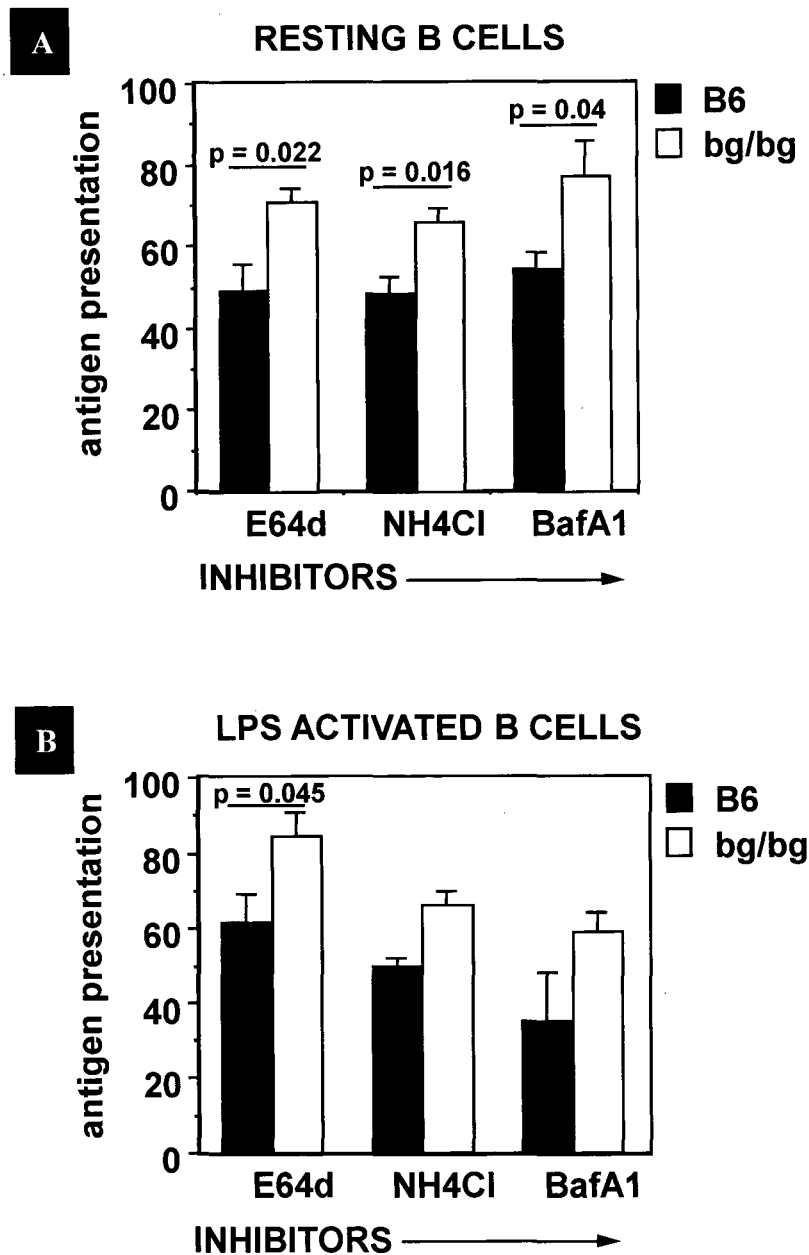 A
RESTING B CELLS
antigen presentation
100
80
60
40
20
0
p = 0.022
p = 0.016
p = 0.04
B6
bg/bg
E64d NH4Cl BafA1
INHIBITORS
B
LPS ACTIVATED B CELLS
antigen presentation
100
80
60
40
20
0
p = 0.045
B6
bg/bg
E64d NH4Cl BafA1
INHIBITORS